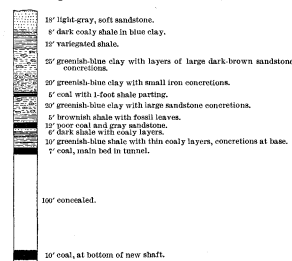 18′ light-gray, soft sandstone.
8′ dark coaly shale in blue clay.
12′ variegated shale.
25′ greenish-blue clay with layers of large dark-brown sandstone
concretions.
20′ greenish-blue clay with small iron concretions.
5′ coal with 1-foot shale parting.
20′ greenish-blue clay with large sandstone concretions.
5′ brownish shale with fossil leaves.
12′ poor coal and gray sandstone.
6′ dark shale with coaly layers.
10′ greenish-blue shale with thin coaly layers, concretions at base.
7′ coal, main bed in tunnel.
100′ concealed.
10′ coal, at bottom of new shaft.